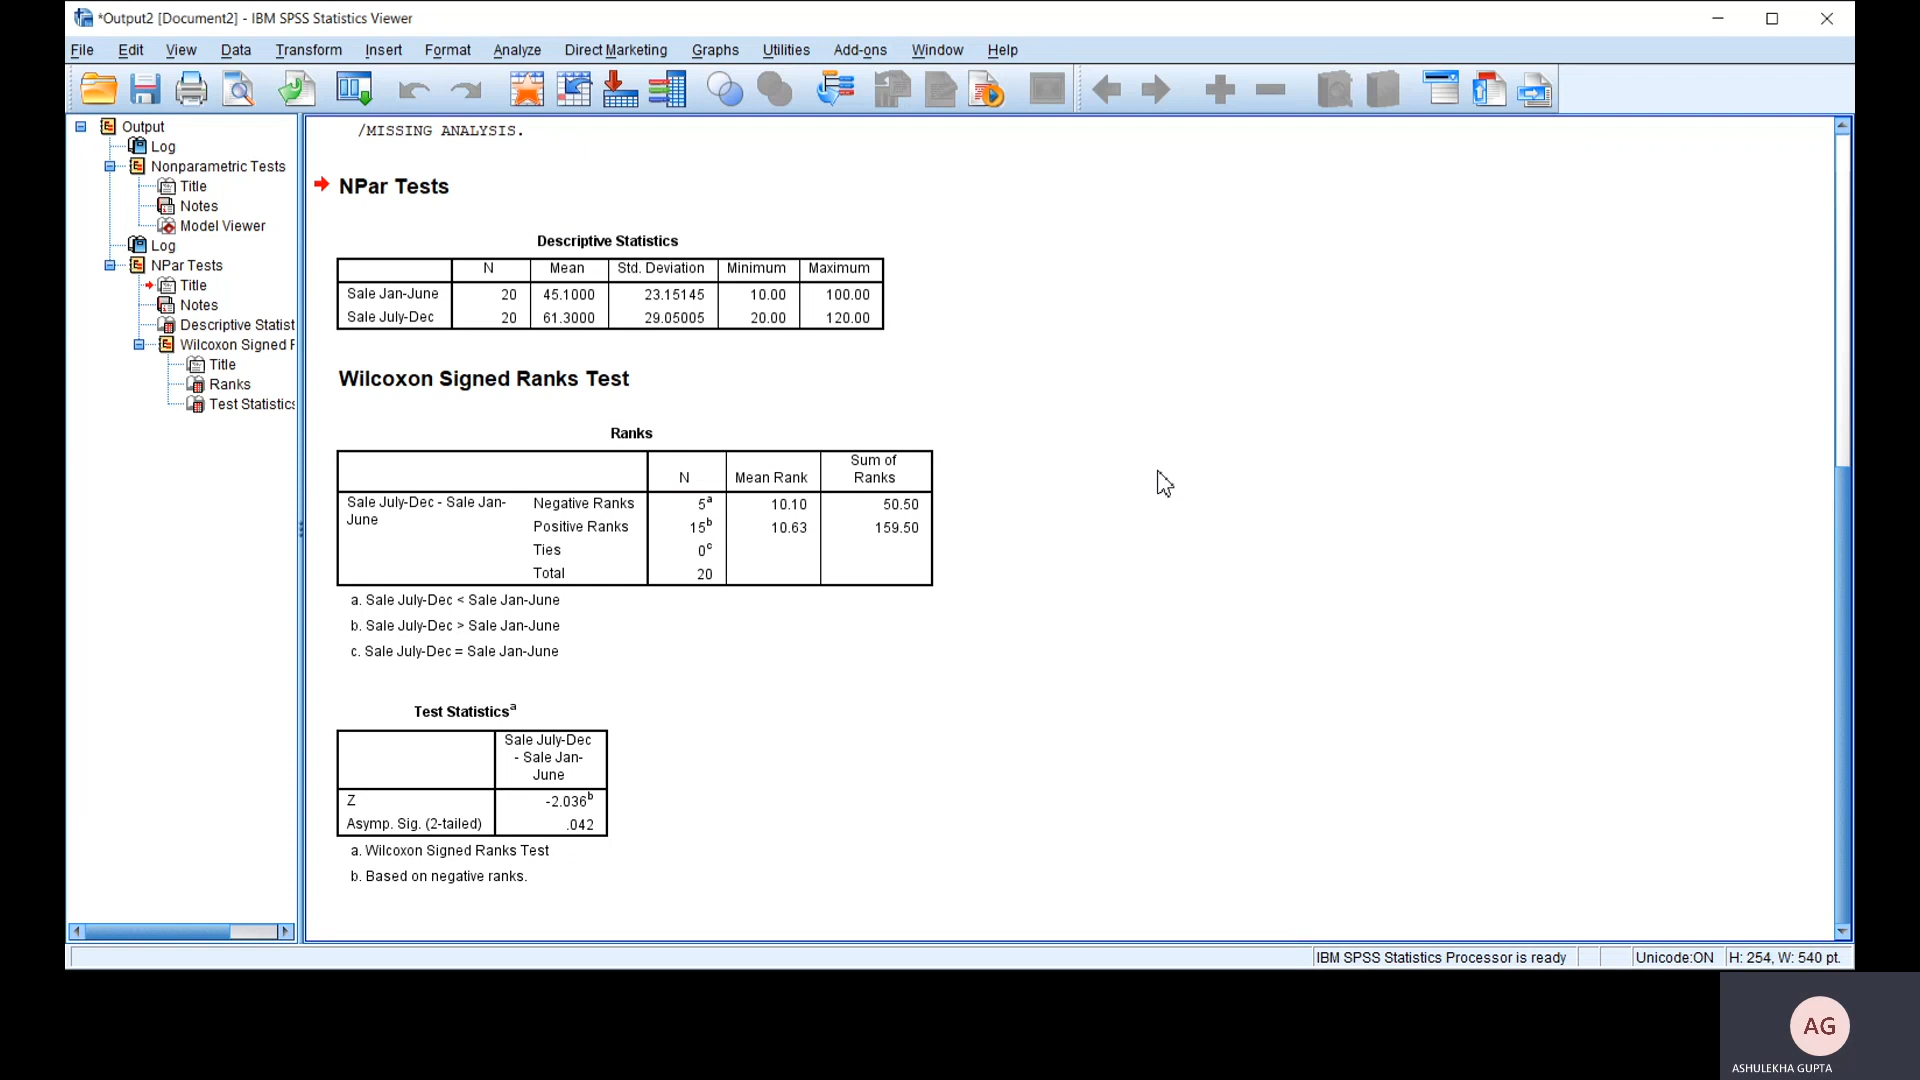 *Output2 [Document2] - IBM SPSS Statistics Viewer
File Edit View Data Transform Insert Format Analyze Direct Marketing Graphs Utilities Add-ons Window Help
Output
Log
Nonparametric Tests
Title
Notes
Model Viewer
Log
NPar Tests
Title
Notes
Descriptive Statist
Wilcoxon Signed R
Title
Ranks
Test Statistics
/MISSING ANALYSIS.
NPar Tests
Descriptive Statistics
N Mean Std. Deviation Minimum Maximum
Sale Jan-June 20 45.1000 23.15145 10.00 100.00
Sale July-Dec 20 61.3000 29.05005 20.00 120.00
Wilcoxon Signed Ranks Test
Ranks
N Mean Rank Sum of Ranks
Sale July-Dec - Sale Jan-June Negative Ranks 5a 10.10 50.50
Positive Ranks 15b 10.63 159.50
Ties 0c
Total 20
a. Sale July-Dec < Sale Jan-June
b. Sale July-Dec > Sale Jan-June
c. Sale July-Dec = Sale Jan-June
Test Statisticsa
Sale July-Dec
- Sale Jan-
June
Z -2.036b
Asymp. Sig. (2-tailed) .042
a. Wilcoxon Signed Ranks Test
b. Based on negative ranks.
IBM SPSS Statistics Processor is ready Unicode:ON H: 254, W: 540 pt.
AG
ASHULEKHA GUPTA